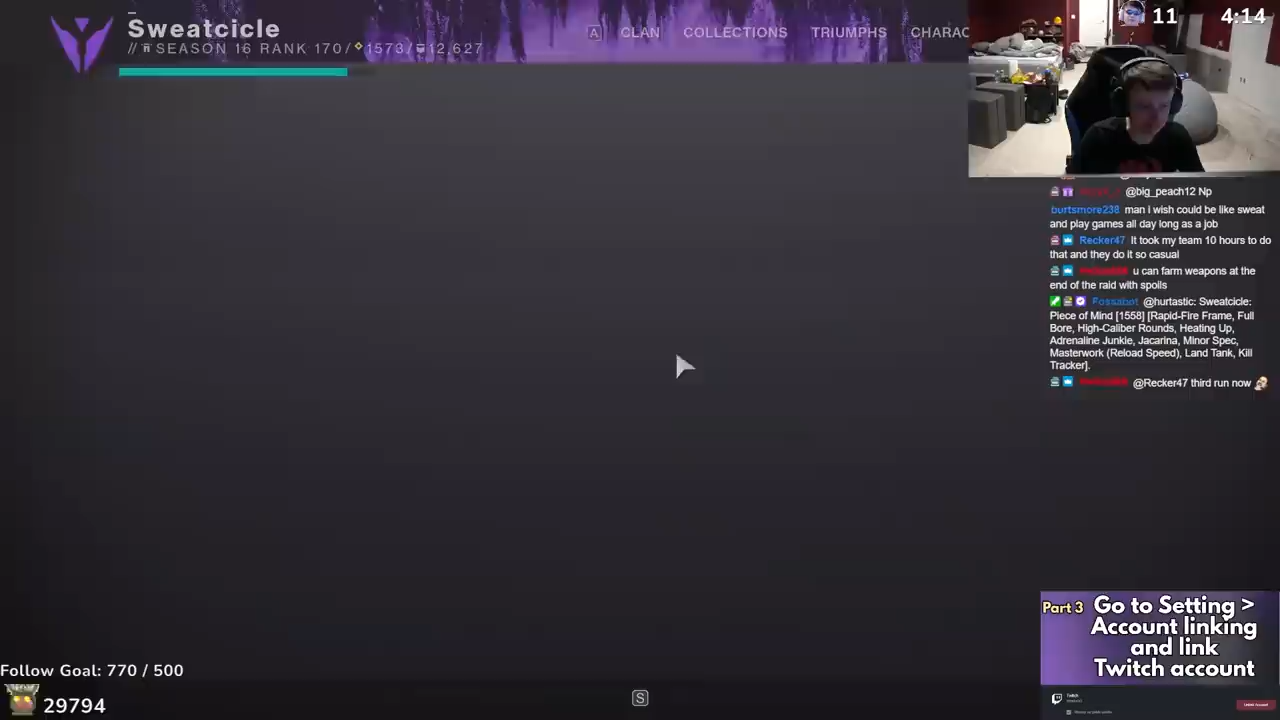 Sweatcicle
// SEASON 16 RANK 170/ 1573/ 12,627
A CLAN COLLECTIONS TRIUMPHS CHARAC
11 4:14
@big_peach12 Np
burtsmore238 man i wish could be like sweat
and play games all day long as a job
Recker47 It took my team 10 hours to do
that and they do it so casual
u can farm weapons at the
end of the raid with spoils
Fossabot @hurtastic: Sweatcicle:
Piece of Mind [1558] [Rapid-Fire Frame, Full
Bore, High-Caliber Rounds, Heating Up,
Adrenaline Junkie, Jacarina, Minor Spec,
Masterwork (Reload Speed), Land Tank, Kill
Tracker].
@Recker47 third run now
Part 3 Go to Setting >
Account linking
and link
Twitch account
Twitch
Follow Goal: 770 / 500
29794
S